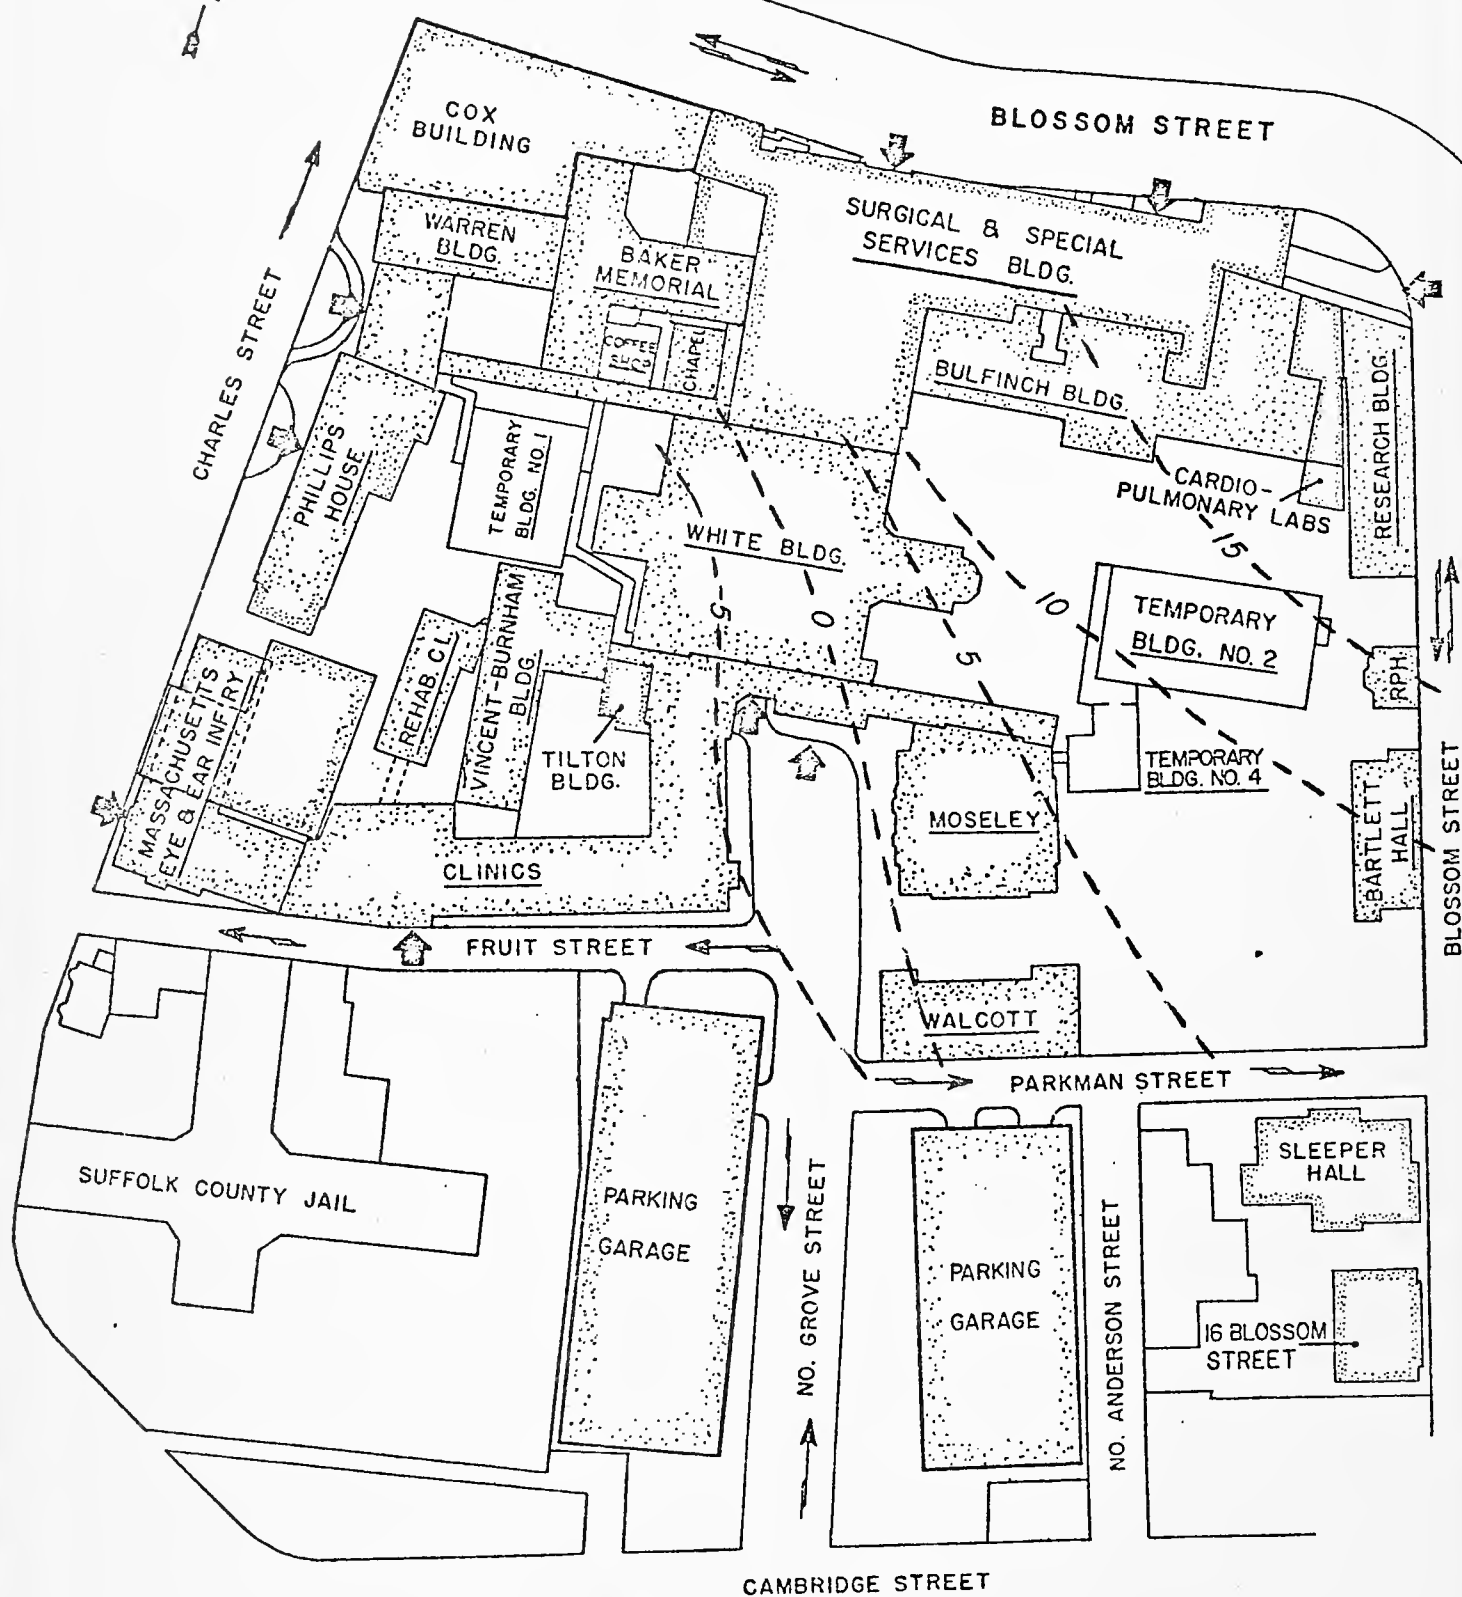 BLOSSOM STREET
COX
BUILDING
CHARLES STREET
WARREN
BLDG.
BAKER
MEMORIAL
SURGICAL & SPECIAL
SERVICES BLDG.
COFFEE
SHOP
CHAPEL
BULFINCH BLDG.
RESEARCH BLDG.
PHILLIPS
HOUSE
TEMPORARY
BLDG. NO. 1
WHITE BLDG.
CARDIO-
PULMONARY LABS
15
-5
0
5
10
TEMPORARY
BLDG. NO. 2
RPH
MASSACHUSETTS
EYE & EAR INF'RY
REHAB. CL.
VINCENT-BURNHAM
BLDG.
TILTON
BLDG.
TEMPORARY
BLDG. NO. 4
MOSELEY
BARTLETT
HALL
BLOSSOM STREET
CLINICS
FRUIT STREET
WALCOTT
PARKMAN STREET
SUFFOLK COUNTY JAIL
PARKING
GARAGE
NO. GROVE STREET
PARKING
GARAGE
NO. ANDERSON STREET
SLEEPER
HALL
16 BLOSSOM
STREET
CAMBRIDGE STREET